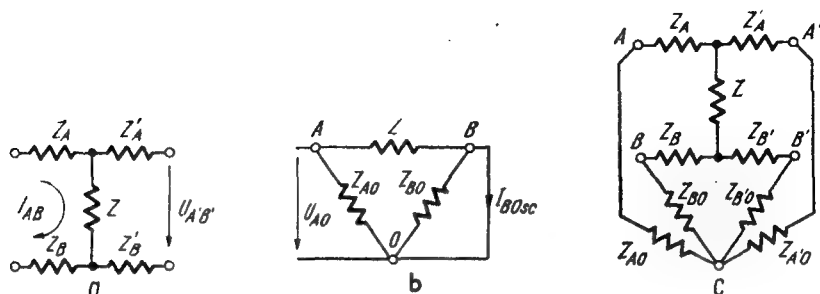 Z_A Z'_A
I_AB Z U_A'B'
Z_B Z'_B
a
A Z B
Z_AO Z_BO
U_AO I_BOsc
O
b
A Z_A Z'_A A'
Z
B Z_B Z_B' B'
Z_BO Z_B'O
Z_AO Z_A'O
C